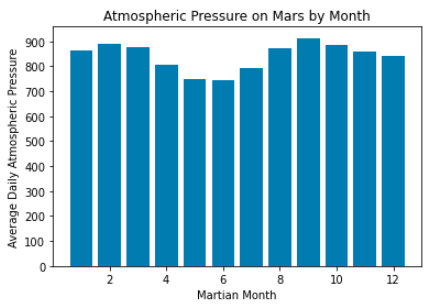 Atmospheric Pressure on Mars by Month
Average Daily Atmospheric Pressure
900
800
700
600
500
400
300
200
100
0
2 4 6 8 10 12
Martian Month